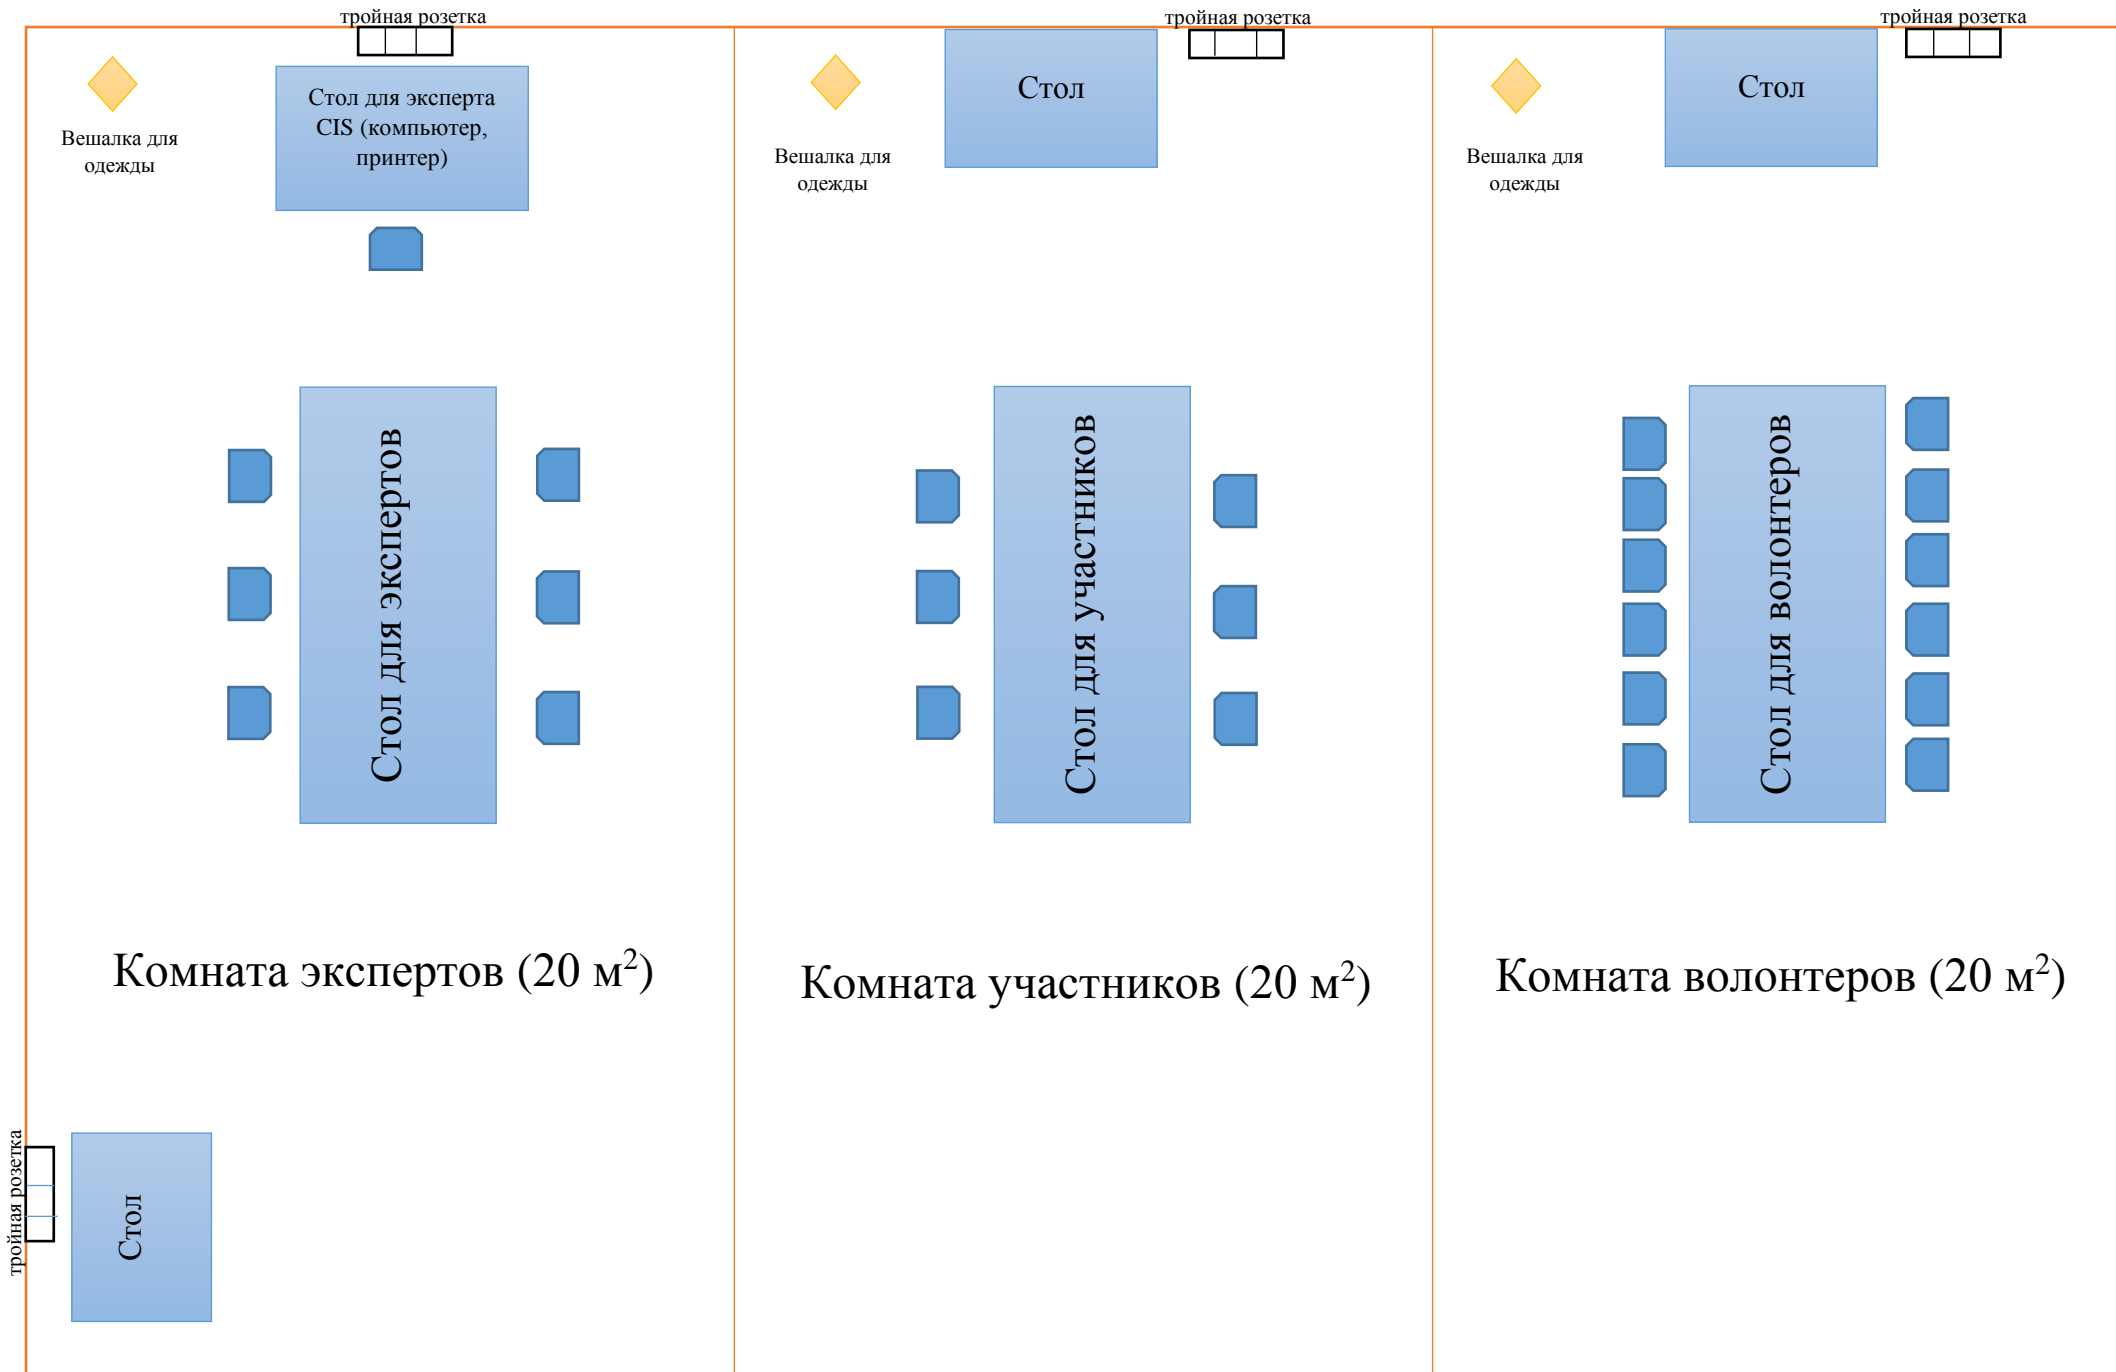 тройная розетка
тройная розетка
тройная розетка
Стол для эксперта
CIS (компьютер,
принтер)
Стол
Стол
Вешалка для
одежды
Вешалка для
одежды
Вешалка для
одежды
Стол для экспертов
Стол для участников
Стол для волонтеров
Комната экспертов (20 м²)
Комната участников (20 м²)
Комната волонтеров (20 м²)
тройная розетка
Стол